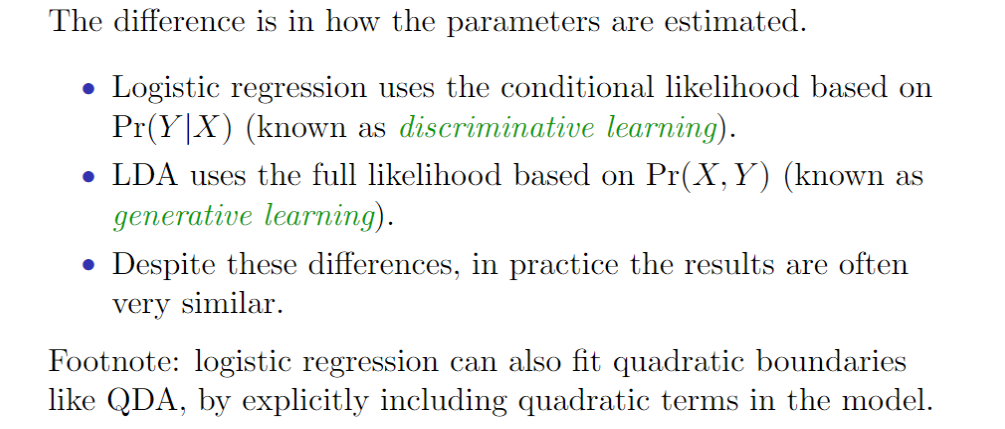 The difference is in how the parameters are estimated.
• Logistic regression uses the conditional likelihood based on
Pr(Y|X) (known as discriminative learning).
• LDA uses the full likelihood based on Pr(X, Y) (known as
generative learning).
• Despite these differences, in practice the results are often
very similar.
Footnote: logistic regression can also fit quadratic boundaries
like QDA, by explicitly including quadratic terms in the model.